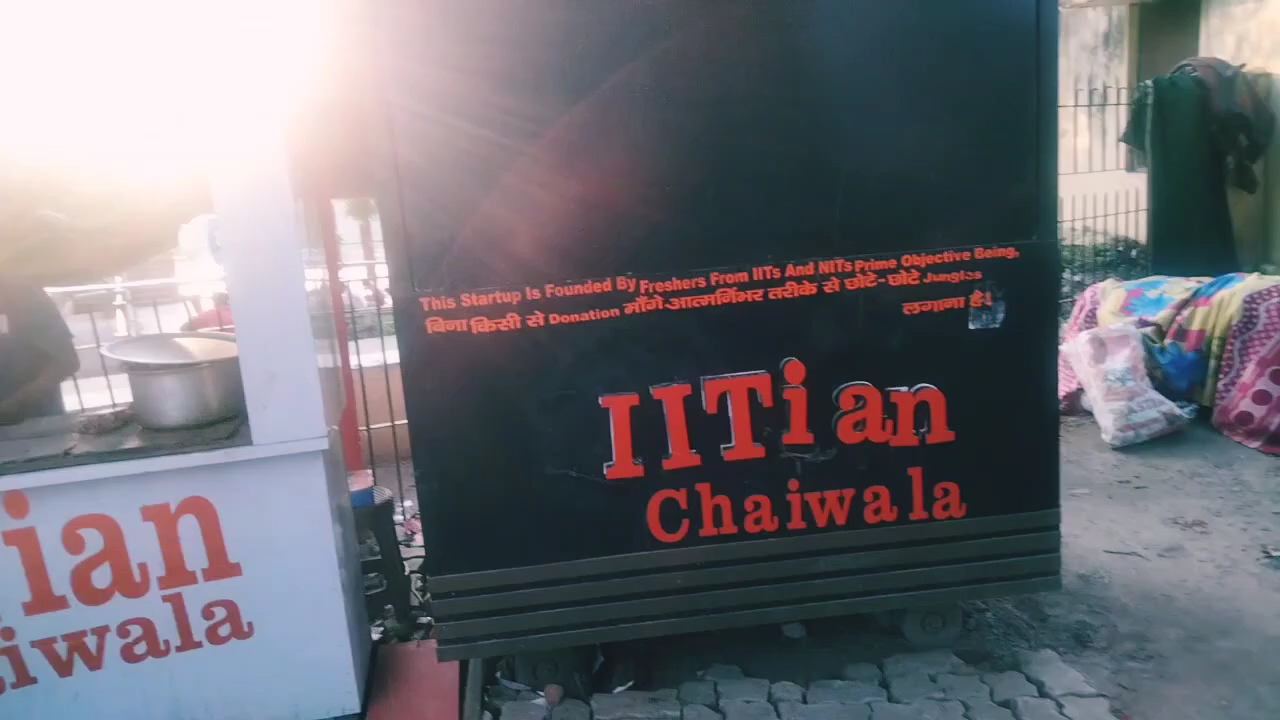 This Startup Is Founded By Freshers From IITs And NITs Prime Objective Being,
बिना किसी से Donation माँगे आत्मनिंभर तरीके से छोटे-छोटे Jungles
लगाना है।
IITian
Chaiwala
ian
iwala